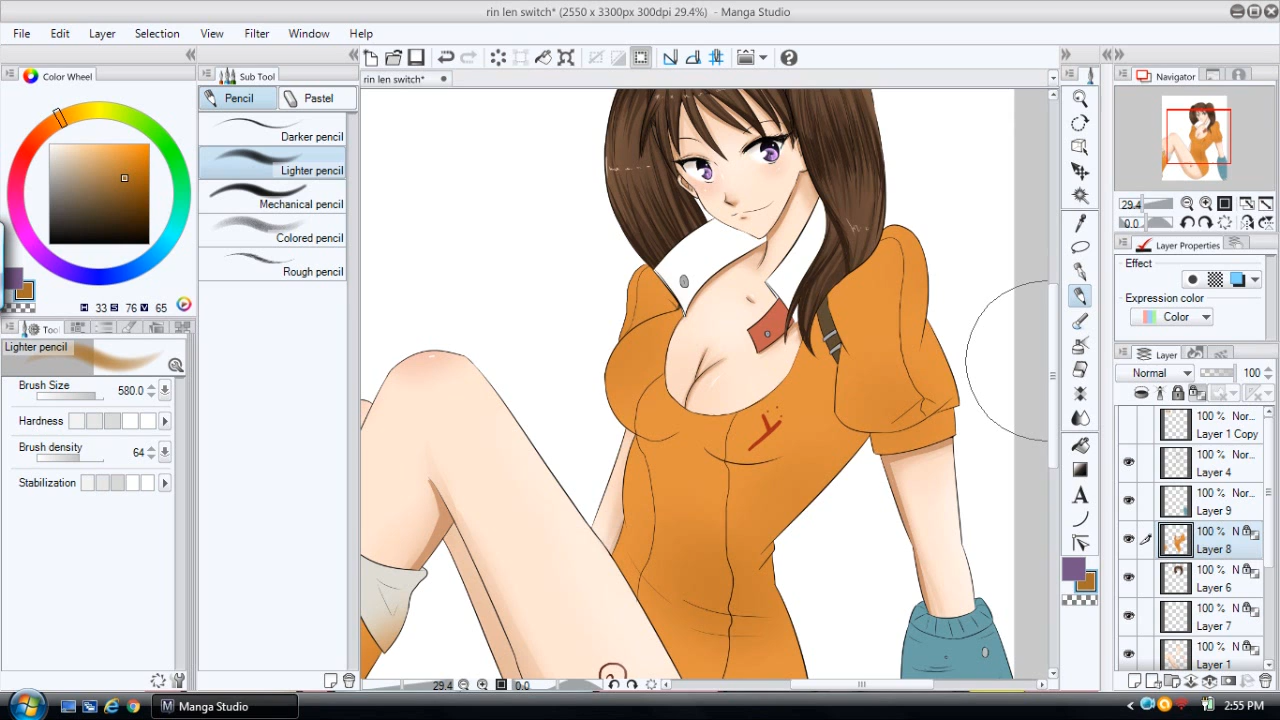 rin len switch* (2550 x 3300px 300dpi 29.4%) - Manga Studio
File Edit Layer Selection View Filter Window Help
Color Wheel
Sub Tool
rin len switch*
Navigator
Pencil Pastel
Darker pencil
Lighter pencil
Mechanical pencil
Colored pencil
Rough pencil
H 33 S 76 V 65
Tool
Lighter pencil
Brush Size 580.0
Hardness
Brush density 64
Stabilization
29.4
0.0
Layer Properties
Effect
Expression color
Color
Layer
Normal 100
100 % Nor...
Layer 1 Copy
100 % Nor...
Layer 4
100 % Nor...
Layer 9
100 % N
Layer 8
100 % N
Layer 6
100 % N
Layer 7
100 % N
Layer 1
A
29.4 0.0
Manga Studio
2:55 PM